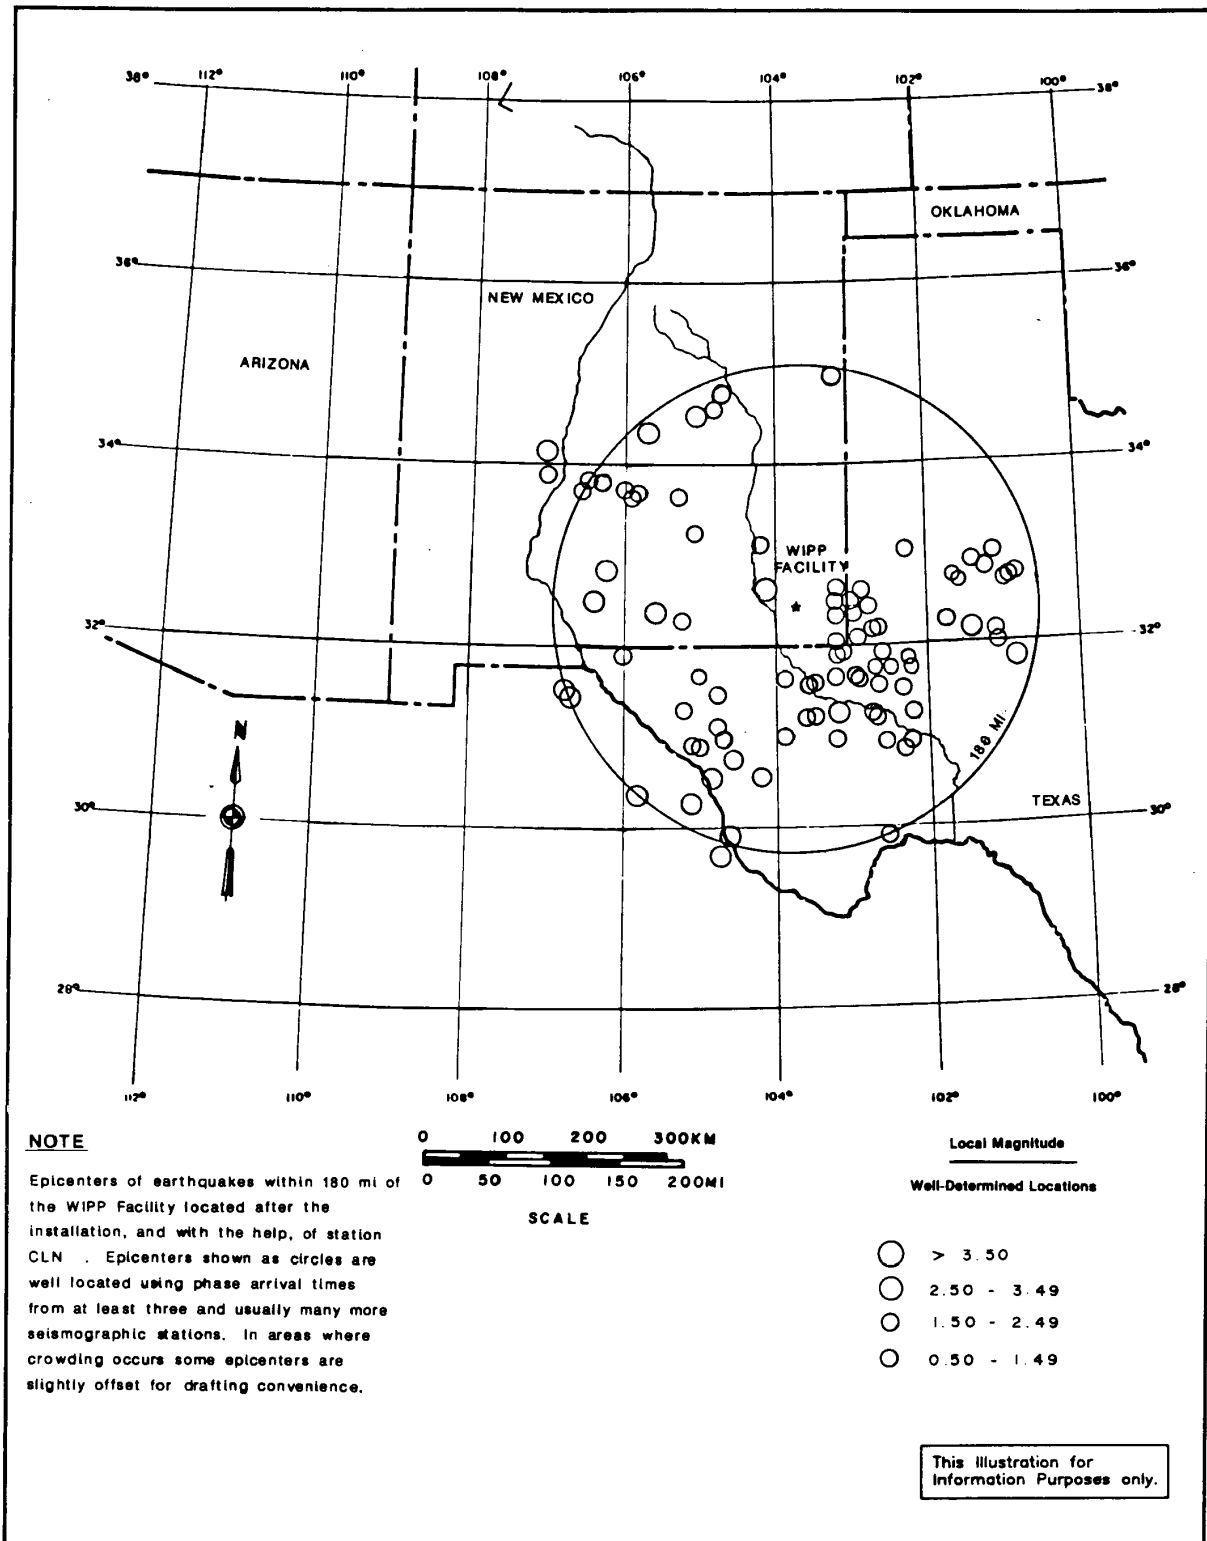 38° 112° 110° 108° 106° 104° 102° 100° 38°
OKLAHOMA
36° 36°
NEW MEXICO
ARIZONA
34° 34°
WIPP
FACILITY
32° 32°
N
180 MI.
30° TEXAS 30°
28° 28°
112° 110° 108° 106° 104° 102° 100°
NOTE
Epicenters of earthquakes within 180 mi of
the WIPP Facility located after the
installation, and with the help, of station
CLN . Epicenters shown as circles are
well located using phase arrival times
from at least three and usually many more
seismographic stations. In areas where
crowding occurs some epicenters are
slightly offset for drafting convenience.
0 100 200 300KM
0 50 100 150 200MI
SCALE
Local Magnitude
Well-Determined Locations
> 3.50
2.50 - 3.49
1.50 - 2.49
0.50 - 1.49
This Illustration for
Information Purposes only.